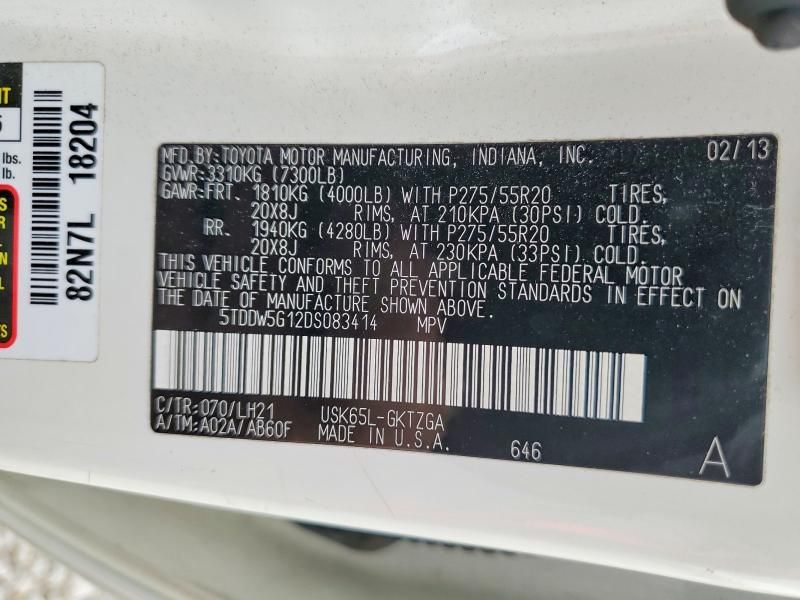 MFD. BY: TOYOTA MOTOR MANUFACTURING, INDIANA, INC. 02/13
GVWR: 3310KG (7300LB)
GAWR: FRT. 1810KG (4000LB) WITH P275/55R20 TIRES,
20X8J RIMS, AT 210KPA (30PSI) COLD.
RR. 1940KG (4280LB) WITH P275/55R20 TIRES,
20X8J RIMS, AT 230KPA (33PSI) COLD.
THIS VEHICLE CONFORMS TO ALL APPLICABLE FEDERAL MOTOR
VEHICLE SAFETY AND THEFT PREVENTION STANDARDS IN EFFECT ON
THE DATE OF MANUFACTURE SHOWN ABOVE.
5TDDW5G12DS083414 MPV
C/TR: 070/LH21 USK65L-GKTZGA
A/TM: A02A/AB60F MADE IN U.S.A. 646 A
82N7L 18204
lbs.
lb.